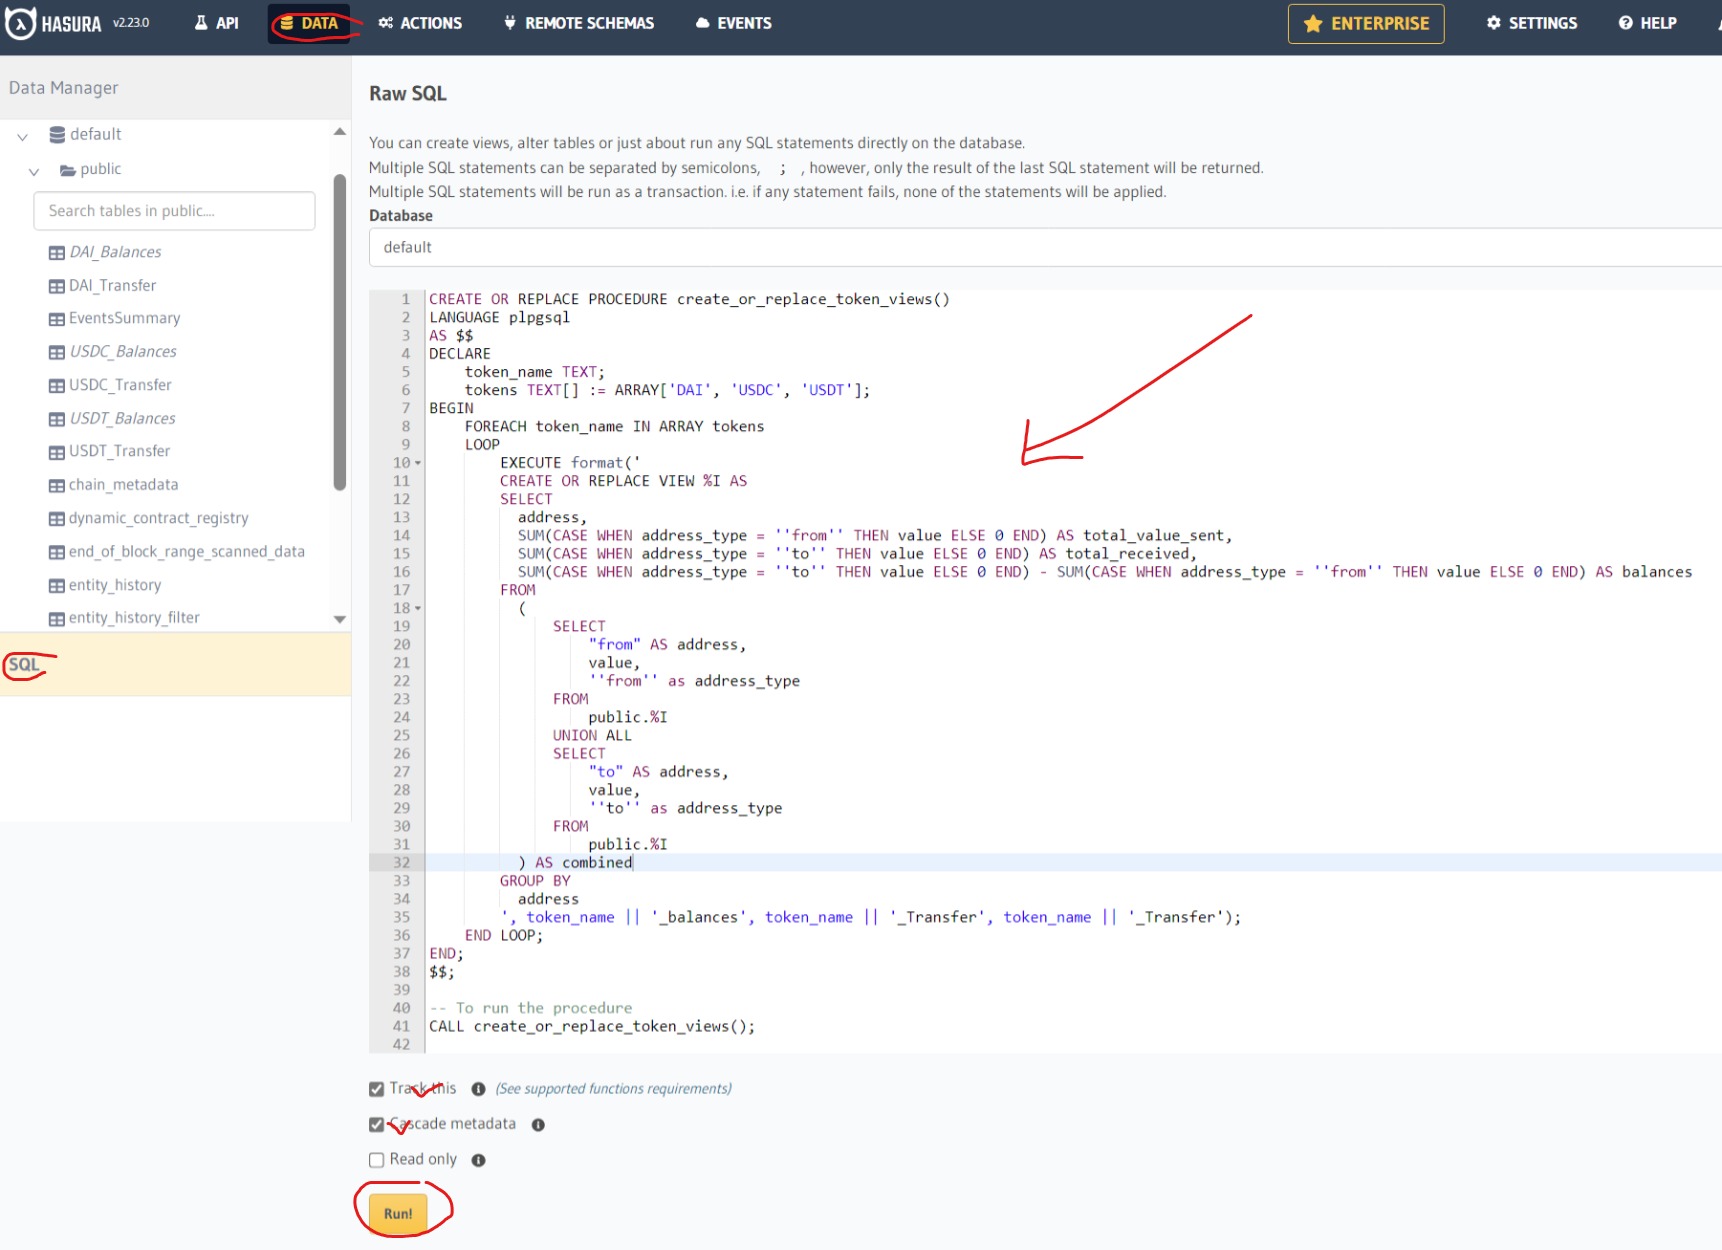 HASURA v2.23.0 API DATA ACTIONS REMOTE SCHEMAS EVENTS ENTERPRISE SETTINGS HELP
Data Manager
default
public
Search tables in public....
DAI_Balances
DAI_Transfer
EventsSummary
USDC_Balances
USDC_Transfer
USDT_Balances
USDT_Transfer
chain_metadata
dynamic_contract_registry
end_of_block_range_scanned_data
entity_history
entity_history_filter
SQL
Raw SQL
You can create views, alter tables or just about run any SQL statements directly on the database.
Multiple SQL statements can be separated by semicolons, ; , however, only the result of the last SQL statement will be returned.
Multiple SQL statements will be run as a transaction. i.e. if any statement fails, none of the statements will be applied.
Database
default
1 CREATE OR REPLACE PROCEDURE create_or_replace_token_views()
2 LANGUAGE plpgsql
3 AS $$
4 DECLARE
5 token_name TEXT;
6 tokens TEXT[] := ARRAY['DAI', 'USDC', 'USDT'];
7 BEGIN
8 FOREACH token_name IN ARRAY tokens
9 LOOP
10 EXECUTE format('
11 CREATE OR REPLACE VIEW %I AS
12 SELECT
13 address,
14 SUM(CASE WHEN address_type = ''from'' THEN value ELSE 0 END) AS total_value_sent,
15 SUM(CASE WHEN address_type = ''to'' THEN value ELSE 0 END) AS total_received,
16 SUM(CASE WHEN address_type = ''to'' THEN value ELSE 0 END) - SUM(CASE WHEN address_type = ''from'' THEN value ELSE 0 END) AS balances
17 FROM
18 (
19 SELECT
20 "from" AS address,
21 value,
22 ''from'' as address_type
23 FROM
24 public.%I
25 UNION ALL
26 SELECT
27 "to" AS address,
28 value,
29 ''to'' as address_type
30 FROM
31 public.%I
32 ) AS combined
33 GROUP BY
34 address
35 ', token_name || '_balances', token_name || '_Transfer', token_name || '_Transfer');
36 END LOOP;
37 END;
38 $$;
39
40 -- To run the procedure
41 CALL create_or_replace_token_views();
42
Track this (See supported functions requirements)
Cascade metadata
Read only
Run!